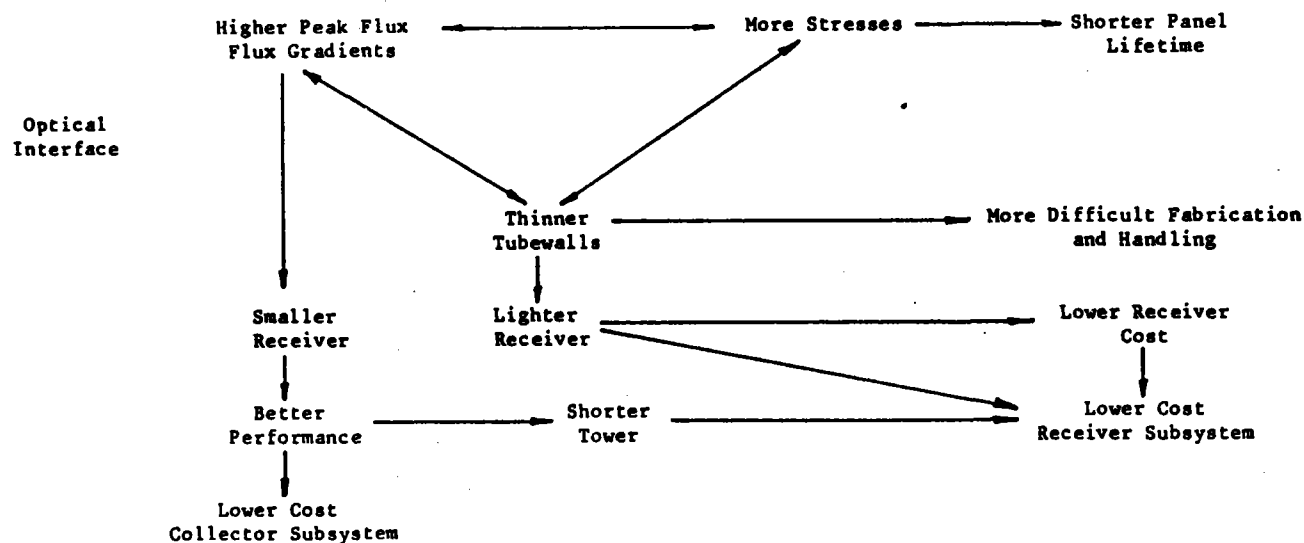 Higher Peak Flux
Flux Gradients
More Stresses
Shorter Panel
Lifetime
Optical
Interface
Thinner
Tubewalls
More Difficult Fabrication
and Handling
Smaller
Receiver
Lighter
Receiver
Lower Receiver
Cost
Better
Performance
Shorter
Tower
Lower Cost
Receiver Subsystem
Lower Cost
Collector Subsystem